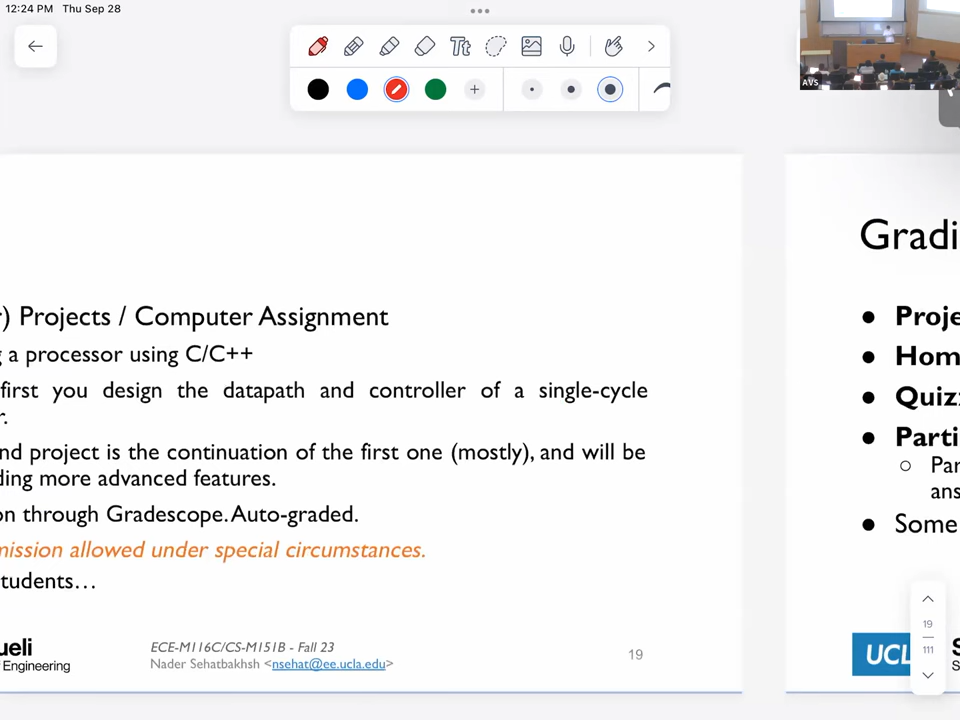 12:24 PM Thu Sep 28
Tt
AVS
) Projects / Computer Assignment
a processor using C/C++
first you design the datapath and controller of a single-cycle
r.
nd project is the continuation of the first one (mostly), and will be
ding more advanced features.
on through Gradescope. Auto-graded.
mission allowed under special circumstances.
tudents…
ueli
Engineering
ECE-M116C/CS-M151B - Fall 23
Nader Sehatbakhsh <nsehat@ee.ucla.edu>
19
Gradi
● Proje
● Hom
● Quiz
● Parti
○ Par
ans
● Some
UCL
S
S
19
111